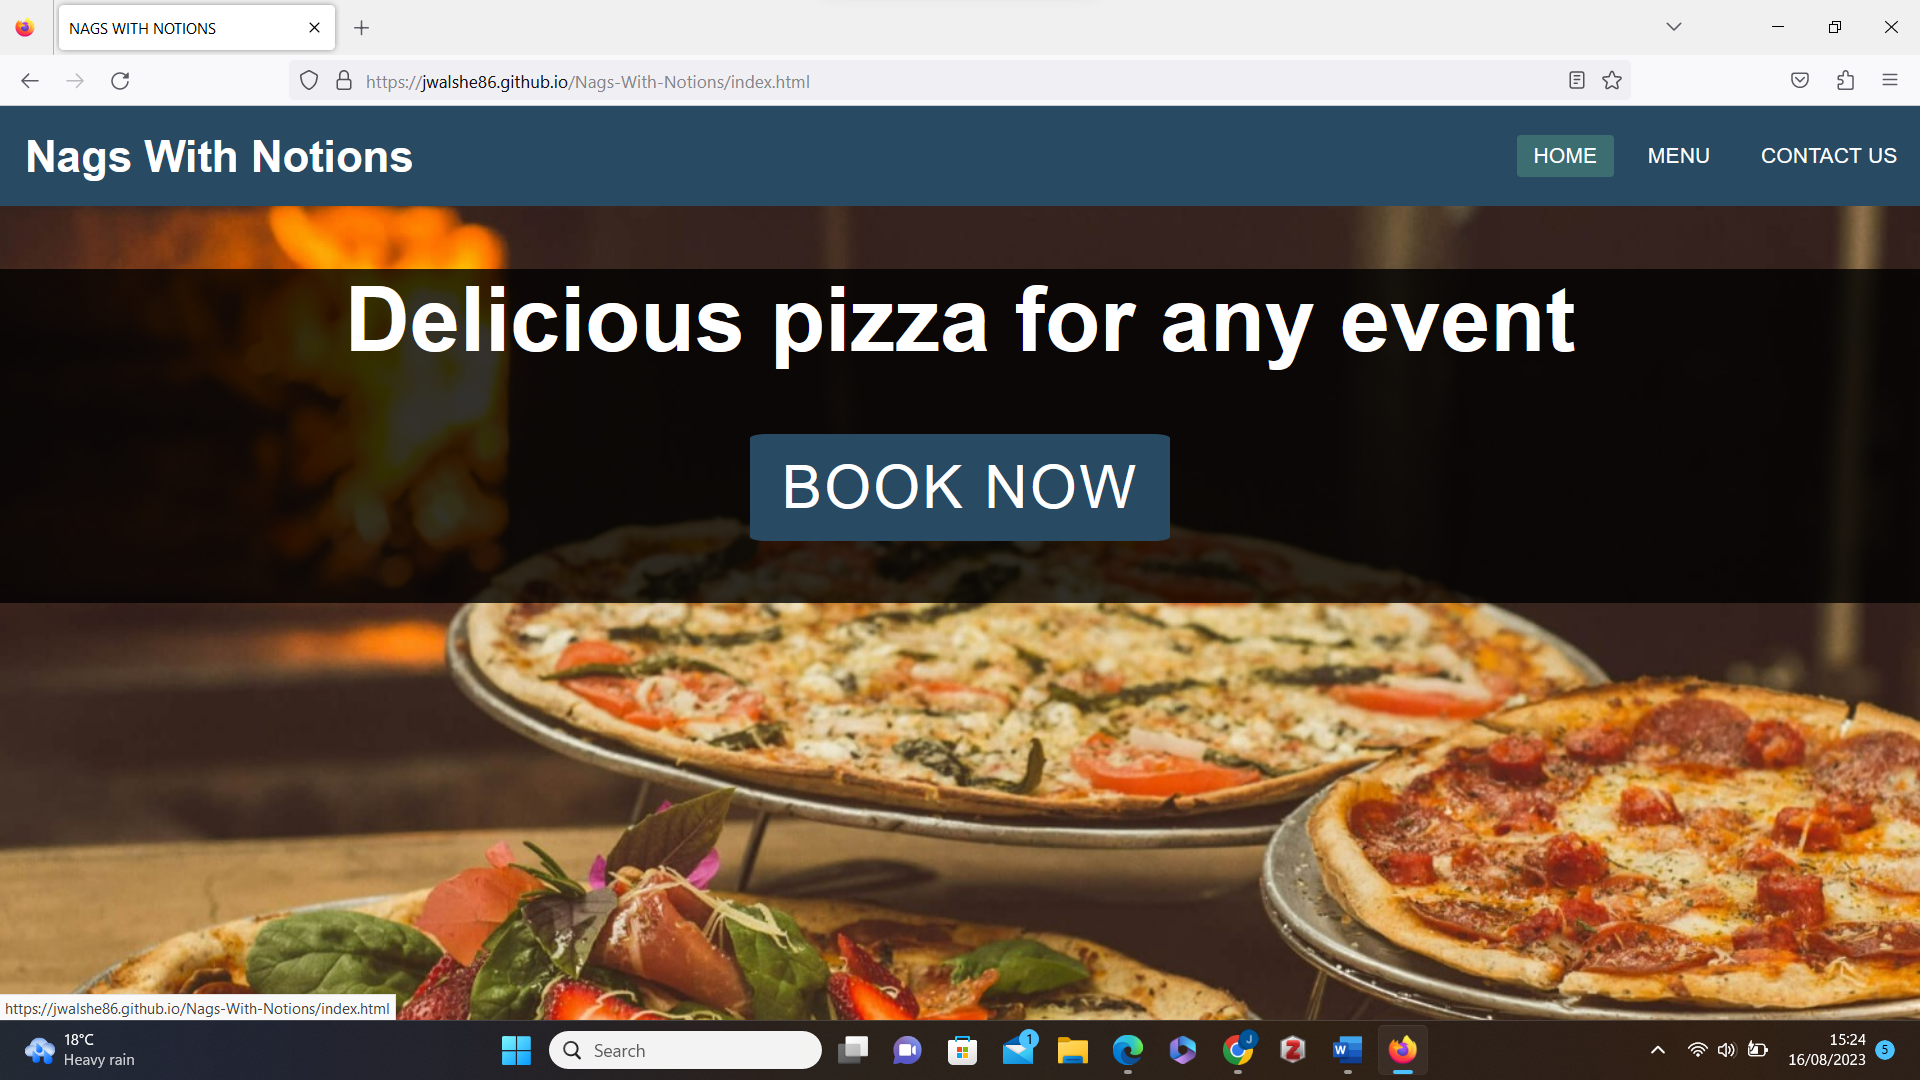 NAGS WITH NOTIONS
https://jwalshe86.github.io/Nags-With-Notions/index.html
Nags With Notions
HOME MENU CONTACT US
Delicious pizza for any event
BOOK NOW
https://jwalshe86.github.io/Nags-With-Notions/index.html
18°C
Heavy rain
Search
1
J
Z
W
15:24
16/08/2023
5